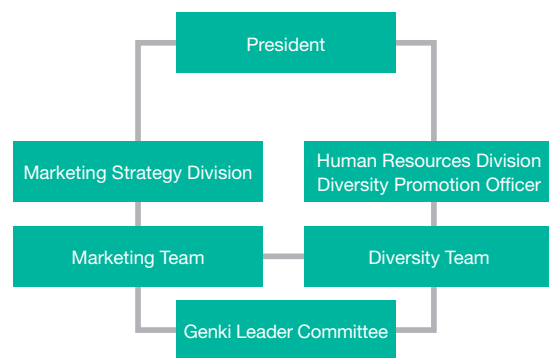 President
Marketing Strategy Division
Human Resources Division
Diversity Promotion Officer
Marketing Team
Diversity Team
Genki Leader Committee